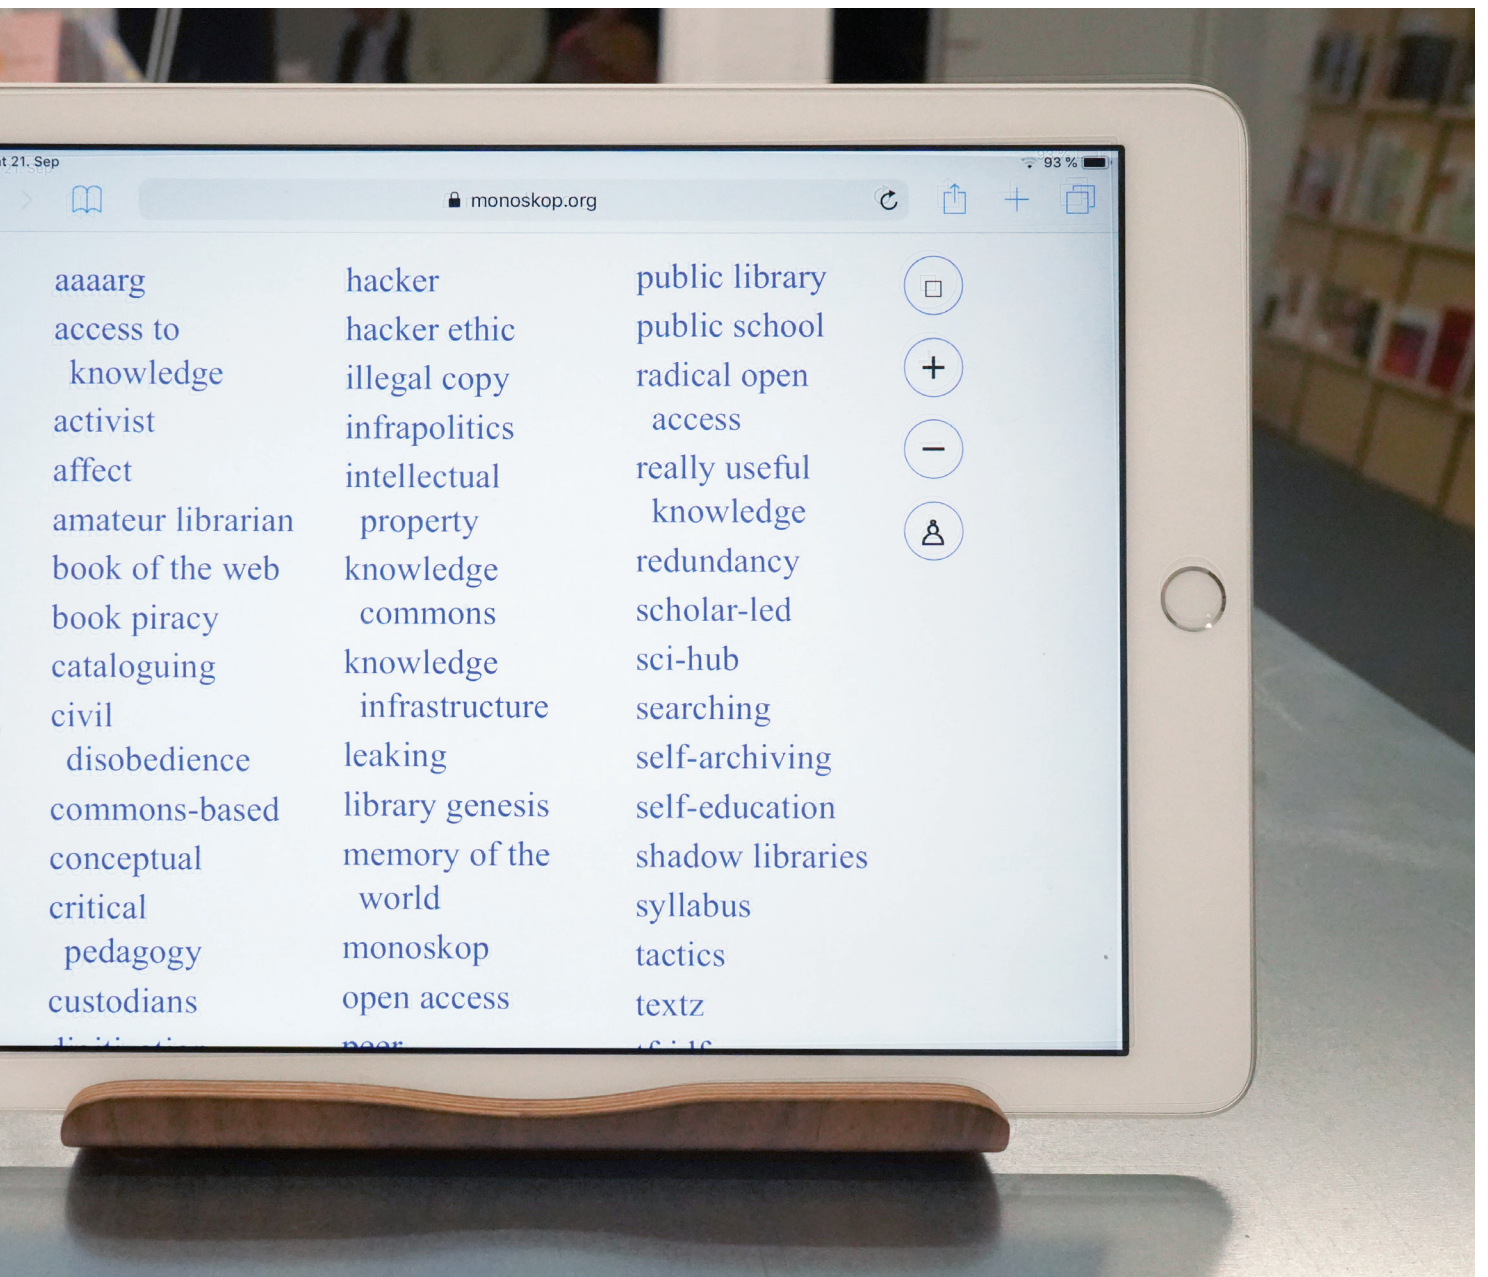 21. Sep
93 %
monoskop.org
aaaarg
access to
knowledge
activist
affect
amateur librarian
book of the web
book piracy
cataloguing
civil
disobedience
commons-based
conceptual
critical
pedagogy
custodians
hacker
hacker ethic
illegal copy
infrapolitics
intellectual
property
knowledge
commons
knowledge
infrastructure
leaking
library genesis
memory of the
world
monoskop
open access
peer
public library
public school
radical open
access
really useful
knowledge
redundancy
scholar-led
sci-hub
searching
self-archiving
self-education
shadow libraries
syllabus
tactics
textz